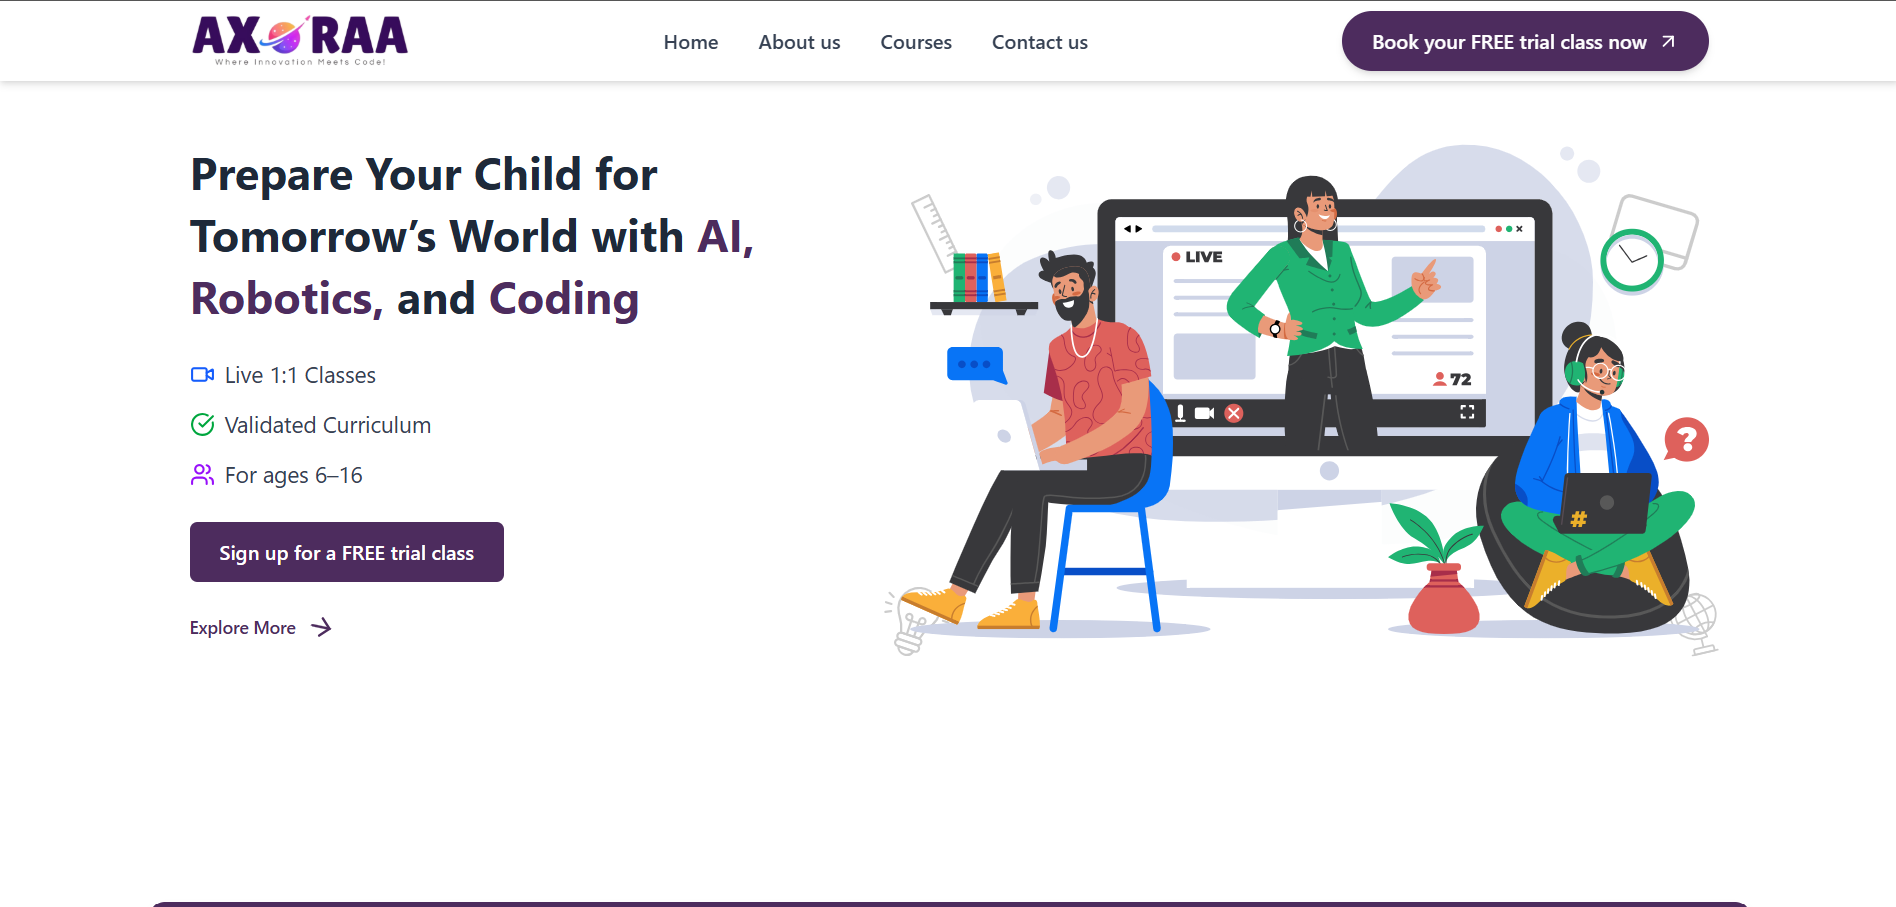 AXORAA
Where Innovation Meets Code!
Home
About us
Courses
Contact us
Book your FREE trial class now
Prepare Your Child for
Tomorrow’s World with AI,
Robotics, and Coding
Live 1:1 Classes
Validated Curriculum
For ages 6–16
Sign up for a FREE trial class
Explore More
LIVE
72
?
#